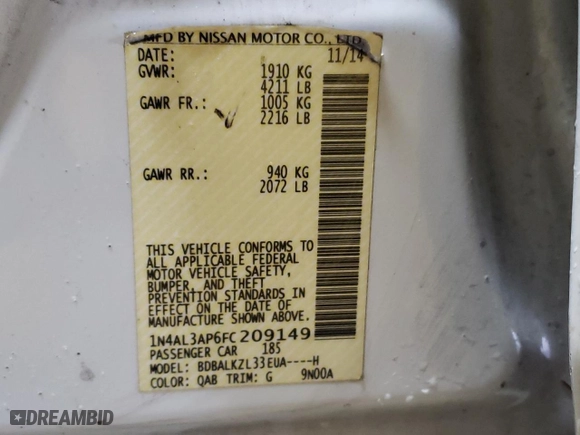 MFD BY NISSAN MOTOR CO., LTD
DATE: 11/14
GVWR: 1910 KG
4211 LB
GAWR FR.: 1005 KG
2216 LB
GAWR RR.: 940 KG
2072 LB
THIS VEHICLE CONFORMS TO
ALL APPLICABLE FEDERAL
MOTOR VEHICLE SAFETY,
BUMPER, AND THEFT
PREVENTION STANDARDS IN
EFFECT ON THE DATE OF
MANUFACTURE SHOWN ABOVE.
1N4AL3AP6FC209149
PASSENGER CAR 185
MODEL: BDBALKZL33EUA----H
COLOR: QAB TRIM: G 9N00A
DREAMBID